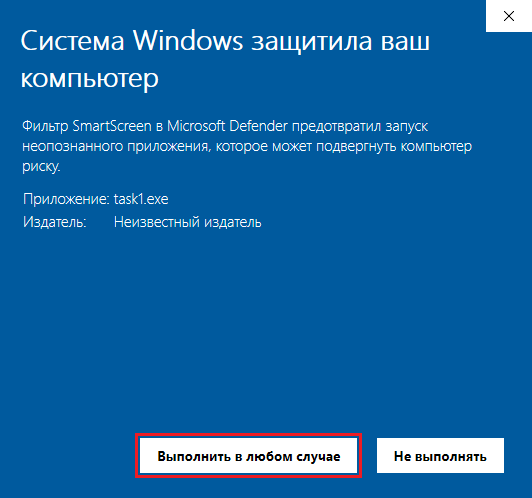 Система Windows защитила ваш
компьютер
Фильтр SmartScreen в Microsoft Defender предотвратил запуск
неопознанного приложения, которое может подвергнуть компьютер
риску.
Приложение: task1.exe
Издатель: Неизвестный издатель
Выполнить в любом случае Не выполнять